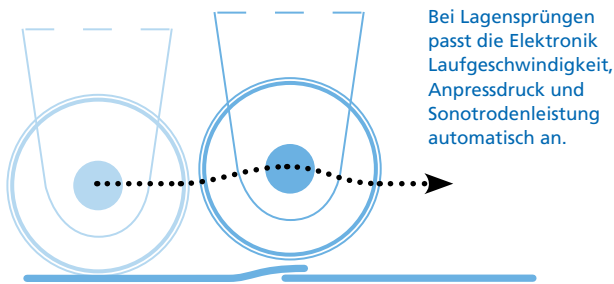 Bei Lagensprüngen
passt die Elektronik
Laufgeschwindigkeit,
Anpressdruck und
Sonotrodenleistung
automatisch an.